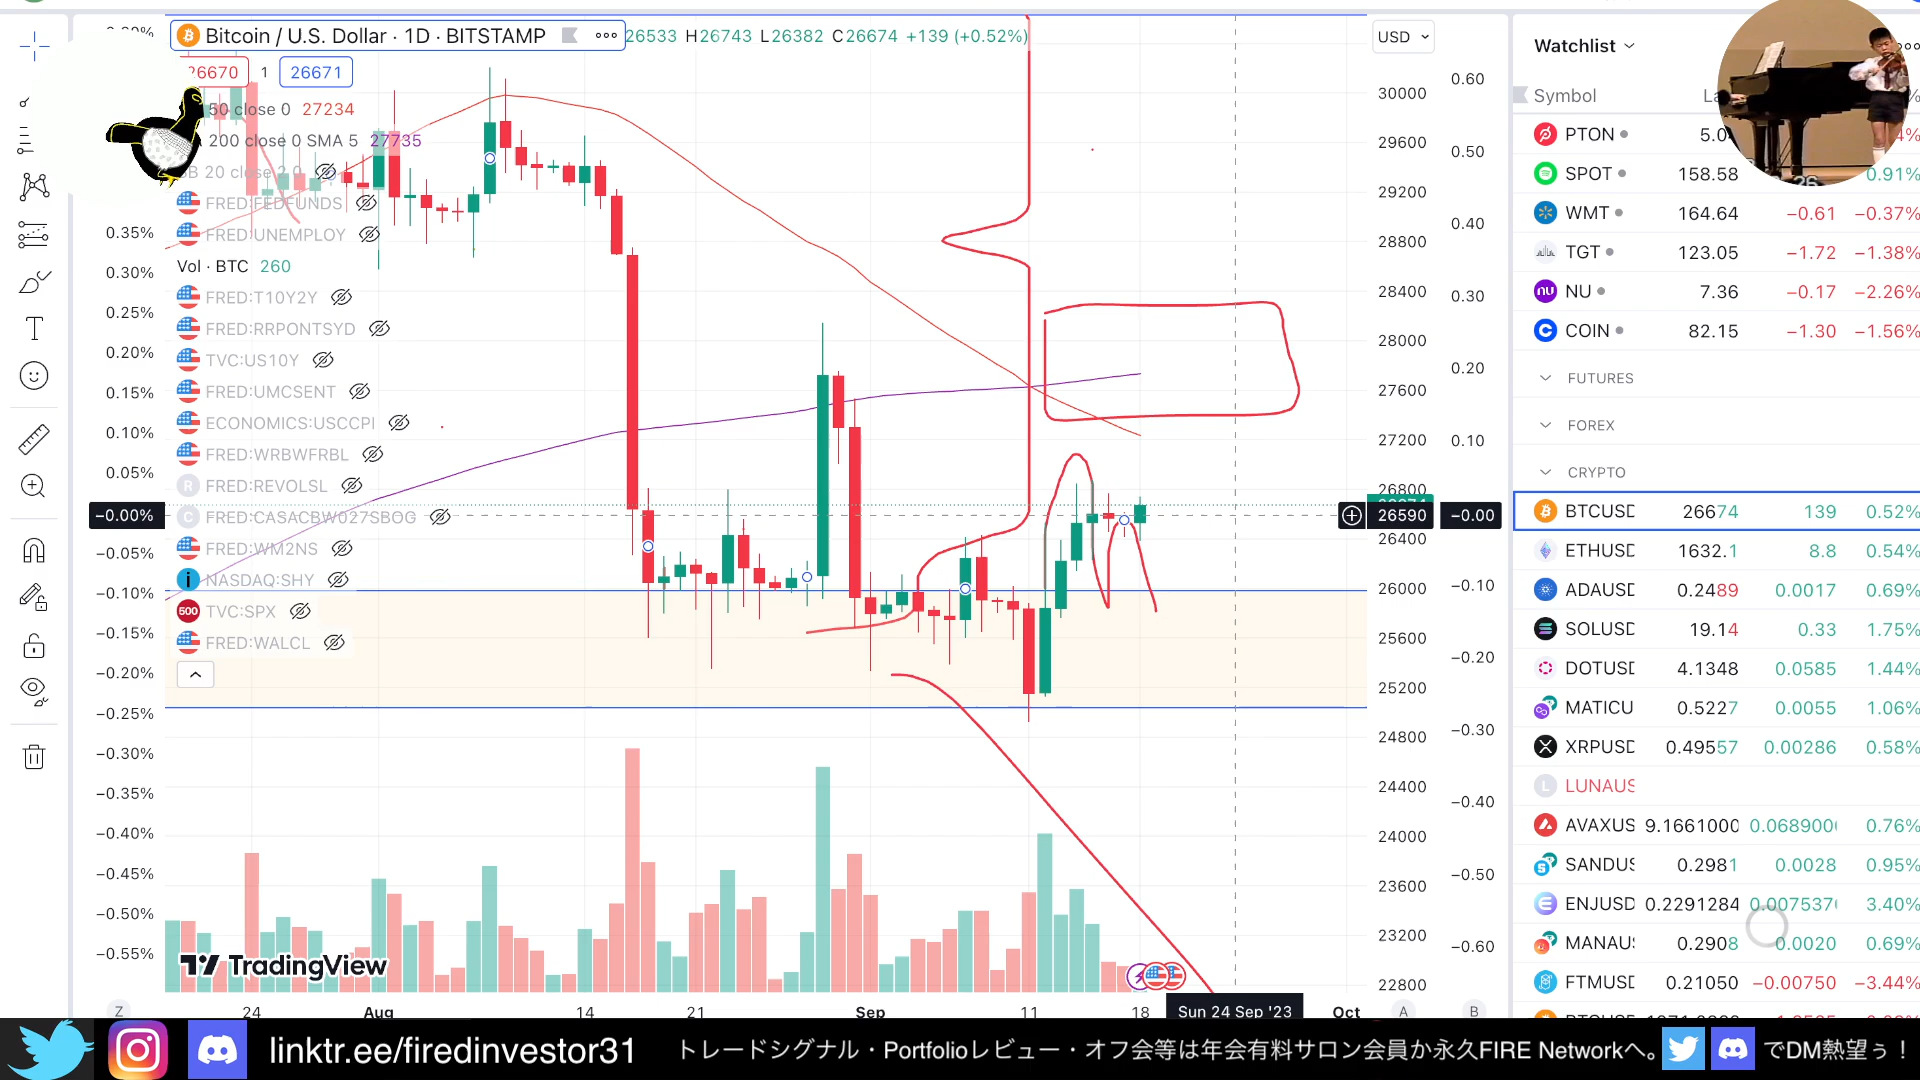 Bitcoin / U.S. Dollar · 1D · BITSTAMP
26533 H26743 L26382 C26674 +139 (+0.52%)
USD
Watchlist
26670 1 26671
Symbol
50 close 0 27234
200 close 0 SMA 5 27735
BB 20 close 2 0
FRED:FEDFUNDS
FRED:UNEMPLOY
Vol · BTC 260
FRED:T10Y2Y
FRED:RRPONTSYD
TVC:US10Y
FRED:UMCSENT
ECONOMICS:USCCPI
FRED:WRBWFRBL
FRED:REVOLSL
FRED:CASACBW027SBOG
FRED:WM2NS
NASDAQ:SHY
TVC:SPX
FRED:WALCL
0.35%
0.30%
0.25%
0.20%
0.15%
0.10%
0.05%
−0.00%
−0.05%
−0.10%
−0.15%
−0.20%
−0.25%
−0.30%
−0.35%
−0.40%
−0.45%
−0.50%
−0.55%
30000
29600
29200
28800
28400
28000
27600
27200
26800
26590
26400
26000
25600
25200
24800
24400
24000
23600
23200
22800
0.60
0.50
0.40
0.30
0.20
0.10
−0.00
−0.10
−0.20
−0.30
−0.40
−0.50
−0.60
PTON
SPOT 158.58 0.91%
WMT 164.64 −0.61 −0.37%
TGT 123.05 −1.72 −1.38%
NU 7.36 −0.17 −2.26%
COIN 82.15 −1.30 −1.56%
FUTURES
FOREX
CRYPTO
BTCUSD 26674 139 0.52%
ETHUSD 1632.1 8.8 0.54%
ADAUSD 0.2489 0.0017 0.69%
SOLUSD 19.14 0.33 1.75%
DOTUSD 4.1348 0.0585 1.44%
MATICU 0.5227 0.0055 1.06%
XRPUSD 0.49557 0.00286 0.58%
LUNAUS
AVAXUS 9.1661000 0.068900 0.76%
SANDUS 0.2981 0.0028 0.95%
ENJUSD 0.2291284 0.007537 3.40%
MANAUS 0.2908 0.0020 0.69%
FTMUSD 0.21050 −0.00750 −3.44%
TradingView
Z 24 Aug 14 21 Sep 11 18 Sun 24 Sep '23 Oct A B
linktr.ee/firedinvestor31
トレードシグナル・Portfolioレビュー・オフ会等は年会有料サロン会員か永久FIRE Networkへ。
でDM熱望ぅ！